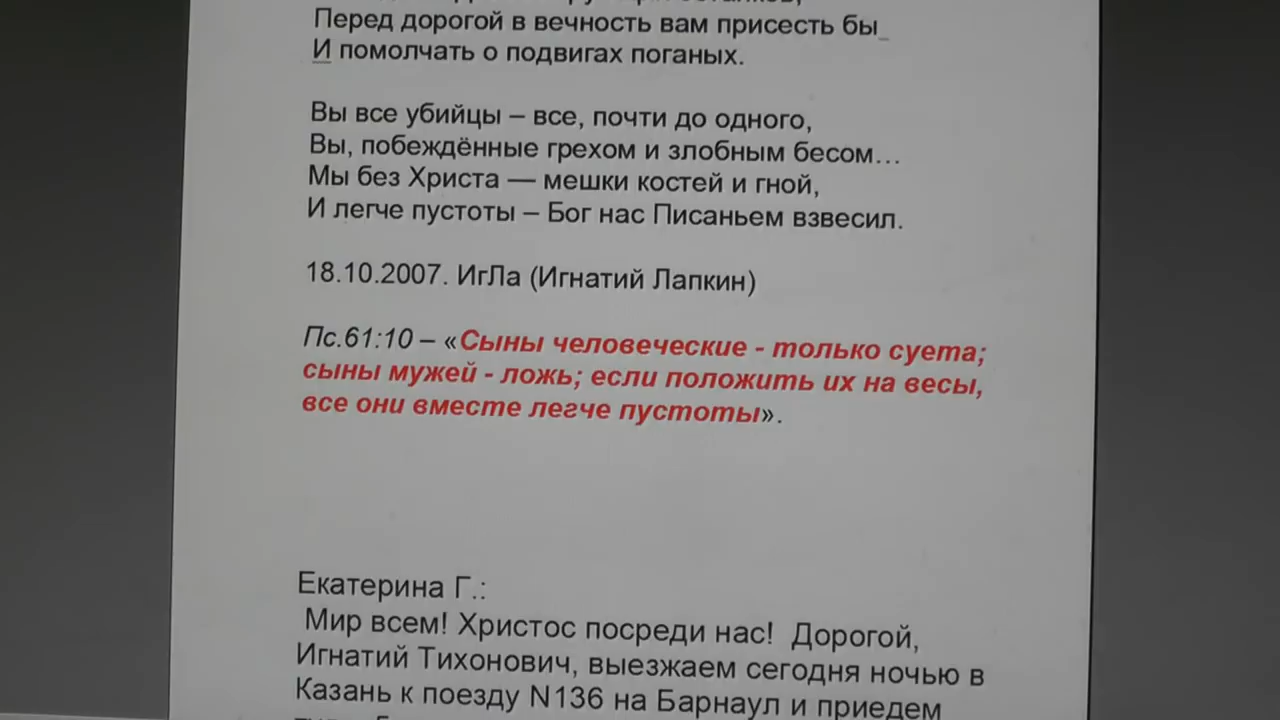 Перед дорогой в вечность вам присесть бы
И помолчать о подвигах поганых.
Вы все убийцы – все, почти до одного,
Вы, побеждённые грехом и злобным бесом…
Мы без Христа — мешки костей и гной,
И легче пустоты – Бог нас Писаньем взвесил.
18.10.2007. ИгЛа (Игнатий Лапкин)
Пс.61:10 – «Сыны человеческие - только суета;
сыны мужей - ложь; если положить их на весы,
все они вместе легче пустоты».
Екатерина Г.:
Мир всем! Христос посреди нас! Дорогой,
Игнатий Тихонович, выезжаем сегодня ночью в
Казань к поезду N136 на Барнаул и приедем